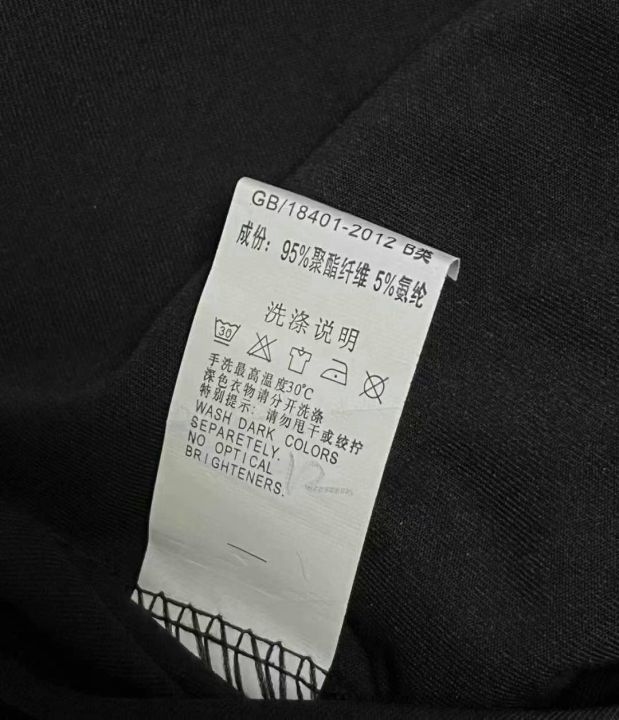 GB/18401-2012 B类
成份：95%聚酯纤维 5%氨纶
洗涤说明
30
手洗最高温度30℃
深色衣物请分开洗涤
特别提示：请勿甩干或绞拧
WASH DARK COLORS
SEPARETELY.
NO OPTICAL
BRIGHTENERS.
12